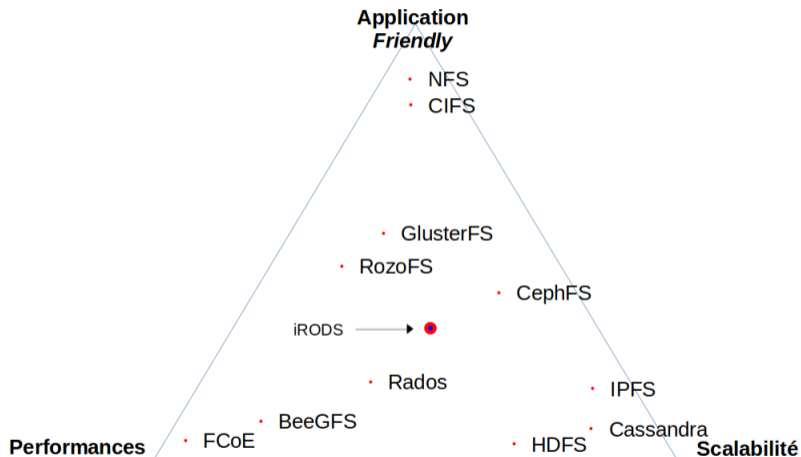 Application
Friendly
NFS
CIFS
GlusterFS
RozoFS
CephFS
iRODS
Rados
IPFS
BeeGFS
Cassandra
FCoE
HDFS
Performances
Scalabilité